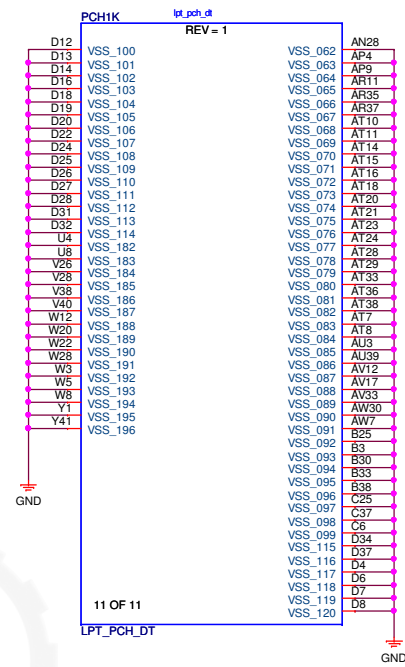 PCH1K lpt_pch_dt
REV = 1
D12 VSS_100 VSS_062 AN28
D13 VSS_101 VSS_063 AP4
D14 VSS_102 VSS_064 AP9
D16 VSS_103 VSS_065 AR11
D18 VSS_104 VSS_066 AR35
D19 VSS_105 VSS_067 AR37
D20 VSS_106 VSS_068 AT10
D22 VSS_107 VSS_069 AT11
D24 VSS_108 VSS_070 AT14
D25 VSS_109 VSS_071 AT15
D26 VSS_110 VSS_072 AT16
D27 VSS_111 VSS_073 AT18
D28 VSS_112 VSS_074 AT20
D31 VSS_113 VSS_075 AT21
D32 VSS_114 VSS_076 AT23
U4 VSS_182 VSS_077 AT24
U8 VSS_183 VSS_078 AT28
V26 VSS_184 VSS_079 AT29
V28 VSS_185 VSS_080 AT33
V38 VSS_186 VSS_081 AT36
V40 VSS_187 VSS_082 AT38
W12 VSS_188 VSS_083 AT7
W20 VSS_189 VSS_084 AT8
W22 VSS_190 VSS_085 AU3
W28 VSS_191 VSS_086 AU39
W3 VSS_192 VSS_087 AV12
W5 VSS_193 VSS_088 AV17
W8 VSS_194 VSS_089 AV33
Y1 VSS_195 VSS_090 AW30
Y41 VSS_196 VSS_091 AW7
VSS_092 B25
VSS_093 B3
VSS_094 B30
VSS_095 B33
VSS_096 B38
VSS_097 C25
VSS_098 C37
VSS_099 C6
VSS_115 D34
VSS_116 D37
VSS_117 D4
VSS_118 D6
VSS_119 D7
VSS_120 D8
GND
11 OF 11
LPT_PCH_DT
GND